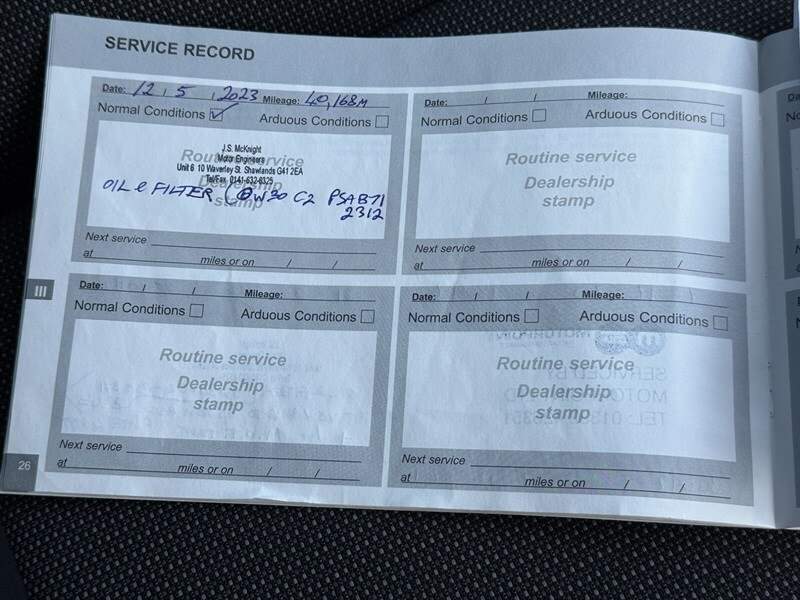 SERVICE RECORD
Date: 12 / 5 / 2023 Mileage: 40,168M
Normal Conditions ☑ Arduous Conditions ☐
Routine service
Dealership
stamp
J.S. McKnight
Motor Engineers
Unit 6 10 Waverley St. Shawlands G41 2EA
Tel/Fax. 0141-632-8325
OIL & FILTER (0W30 C2 PSA B71
2312
Next service
at miles or on / /
Date: / / Mileage:
Normal Conditions ☐ Arduous Conditions ☐
Routine service
Dealership
stamp
Next service
at miles or on / /
III
Date: / / Mileage:
Normal Conditions ☐ Arduous Conditions ☐
Routine service
Dealership
stamp
Next service
at miles or on / /
Date: / / Mileage:
Normal Conditions ☐ Arduous Conditions ☐
Routine service
Dealership
stamp
Next service
at miles or on / /
26